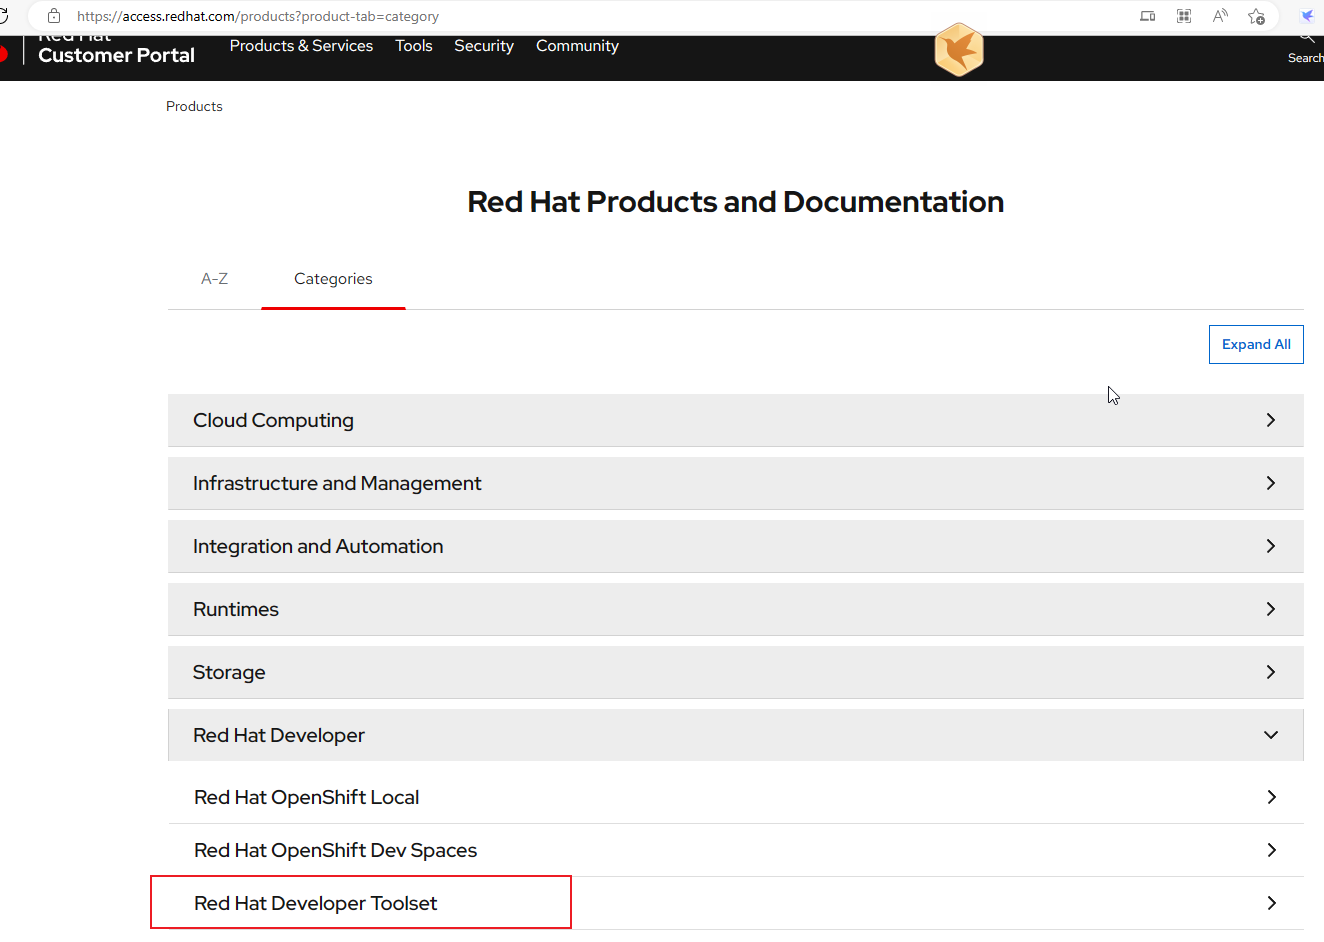 https://access.redhat.com/products?product-tab=category
Red Hat
Customer Portal
Products & Services
Tools
Security
Community
Search
Products
Red Hat Products and Documentation
A-Z
Categories
Expand All
Cloud Computing
Infrastructure and Management
Integration and Automation
Runtimes
Storage
Red Hat Developer
Red Hat OpenShift Local
Red Hat OpenShift Dev Spaces
Red Hat Developer Toolset